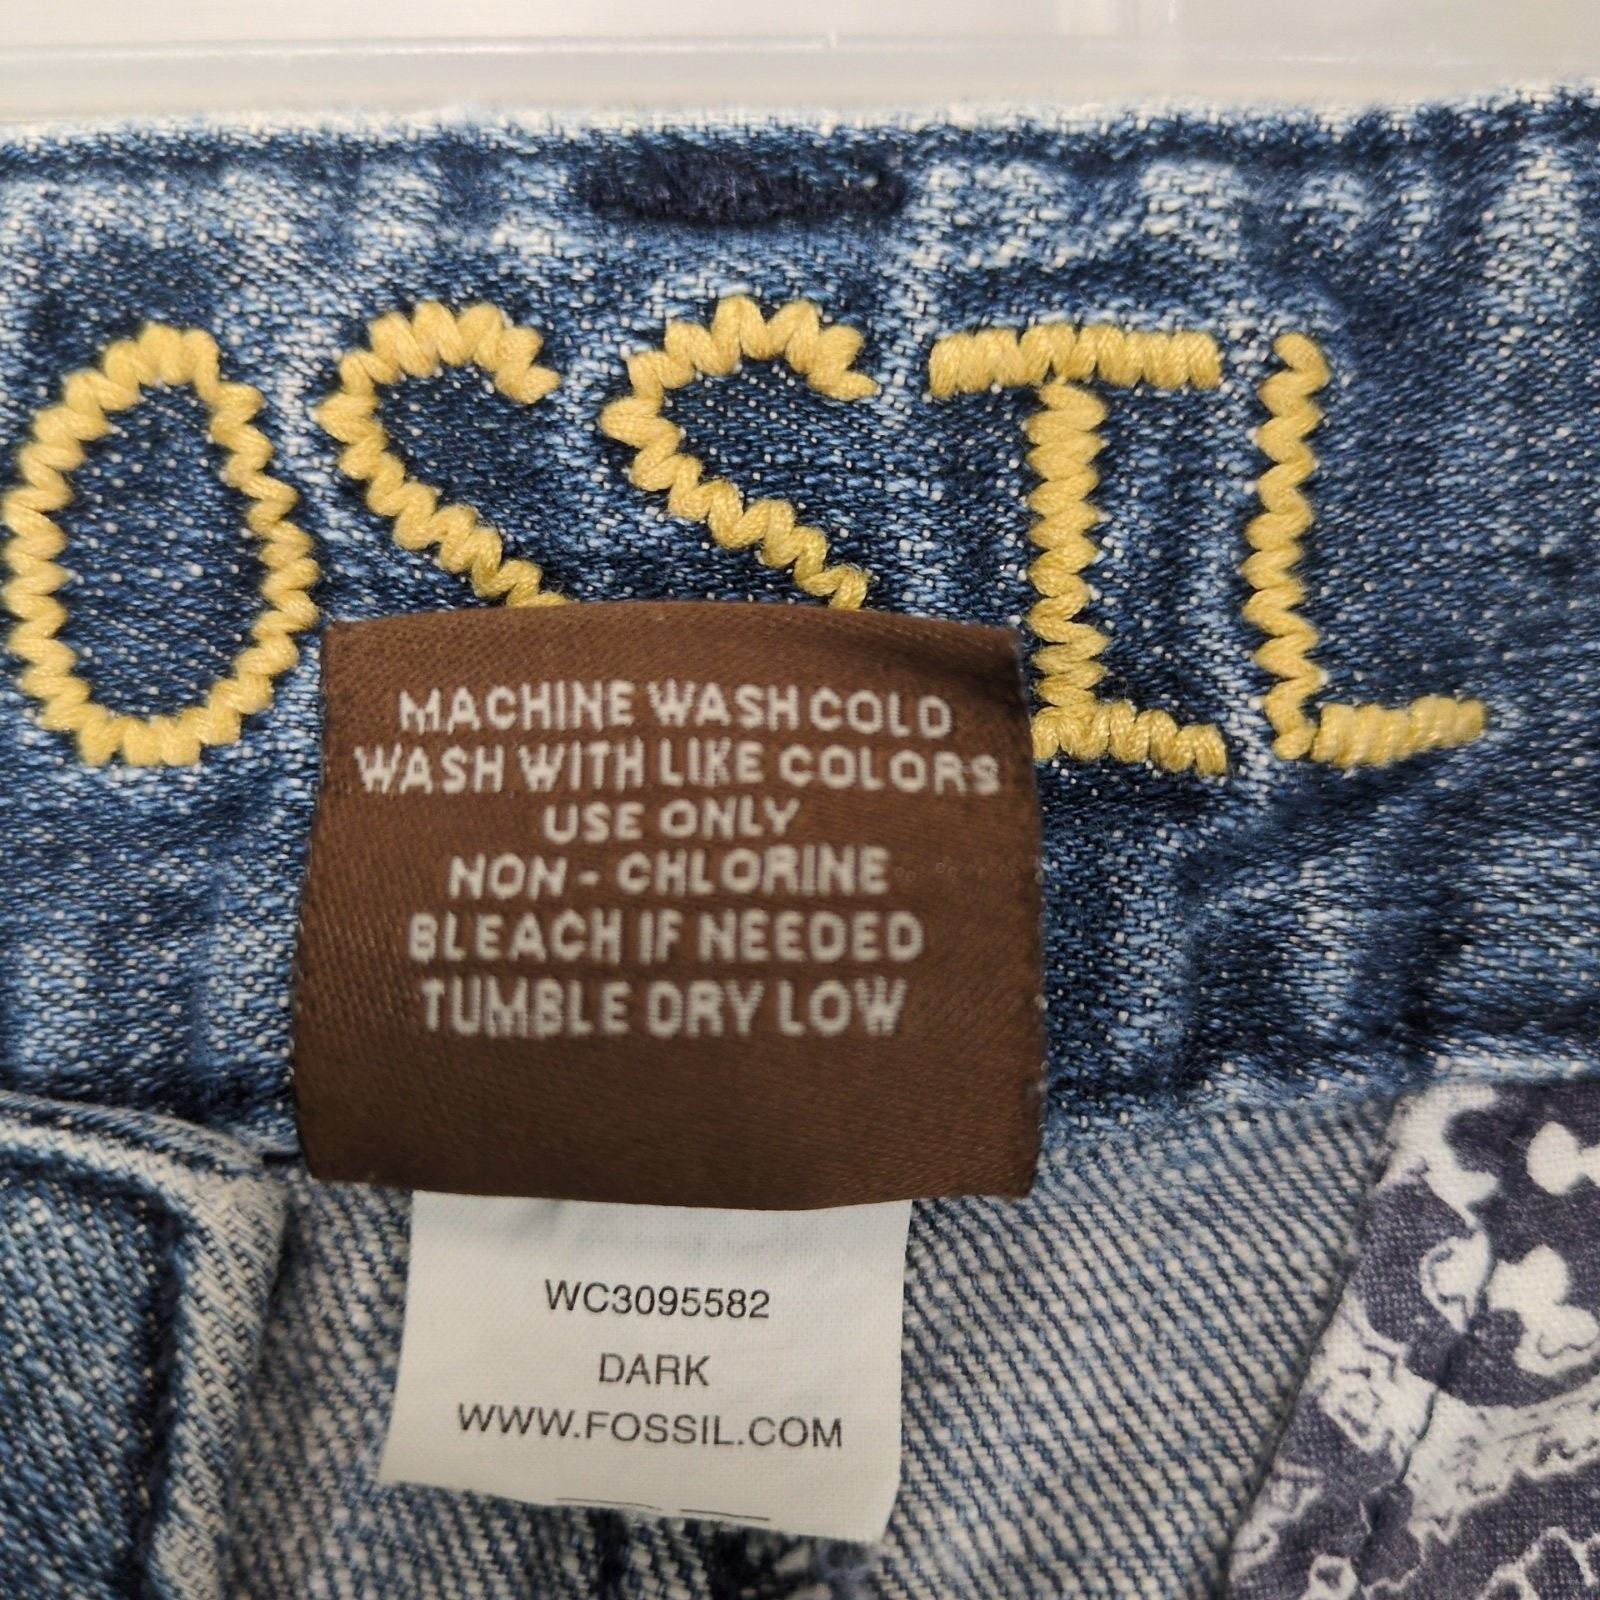 OSSIL
MACHINE WASH COLD
WASH WITH LIKE COLORS
USE ONLY
NON - CHLORINE
BLEACH IF NEEDED
TUMBLE DRY LOW
WC3095582
DARK
WWW.FOSSIL.COM